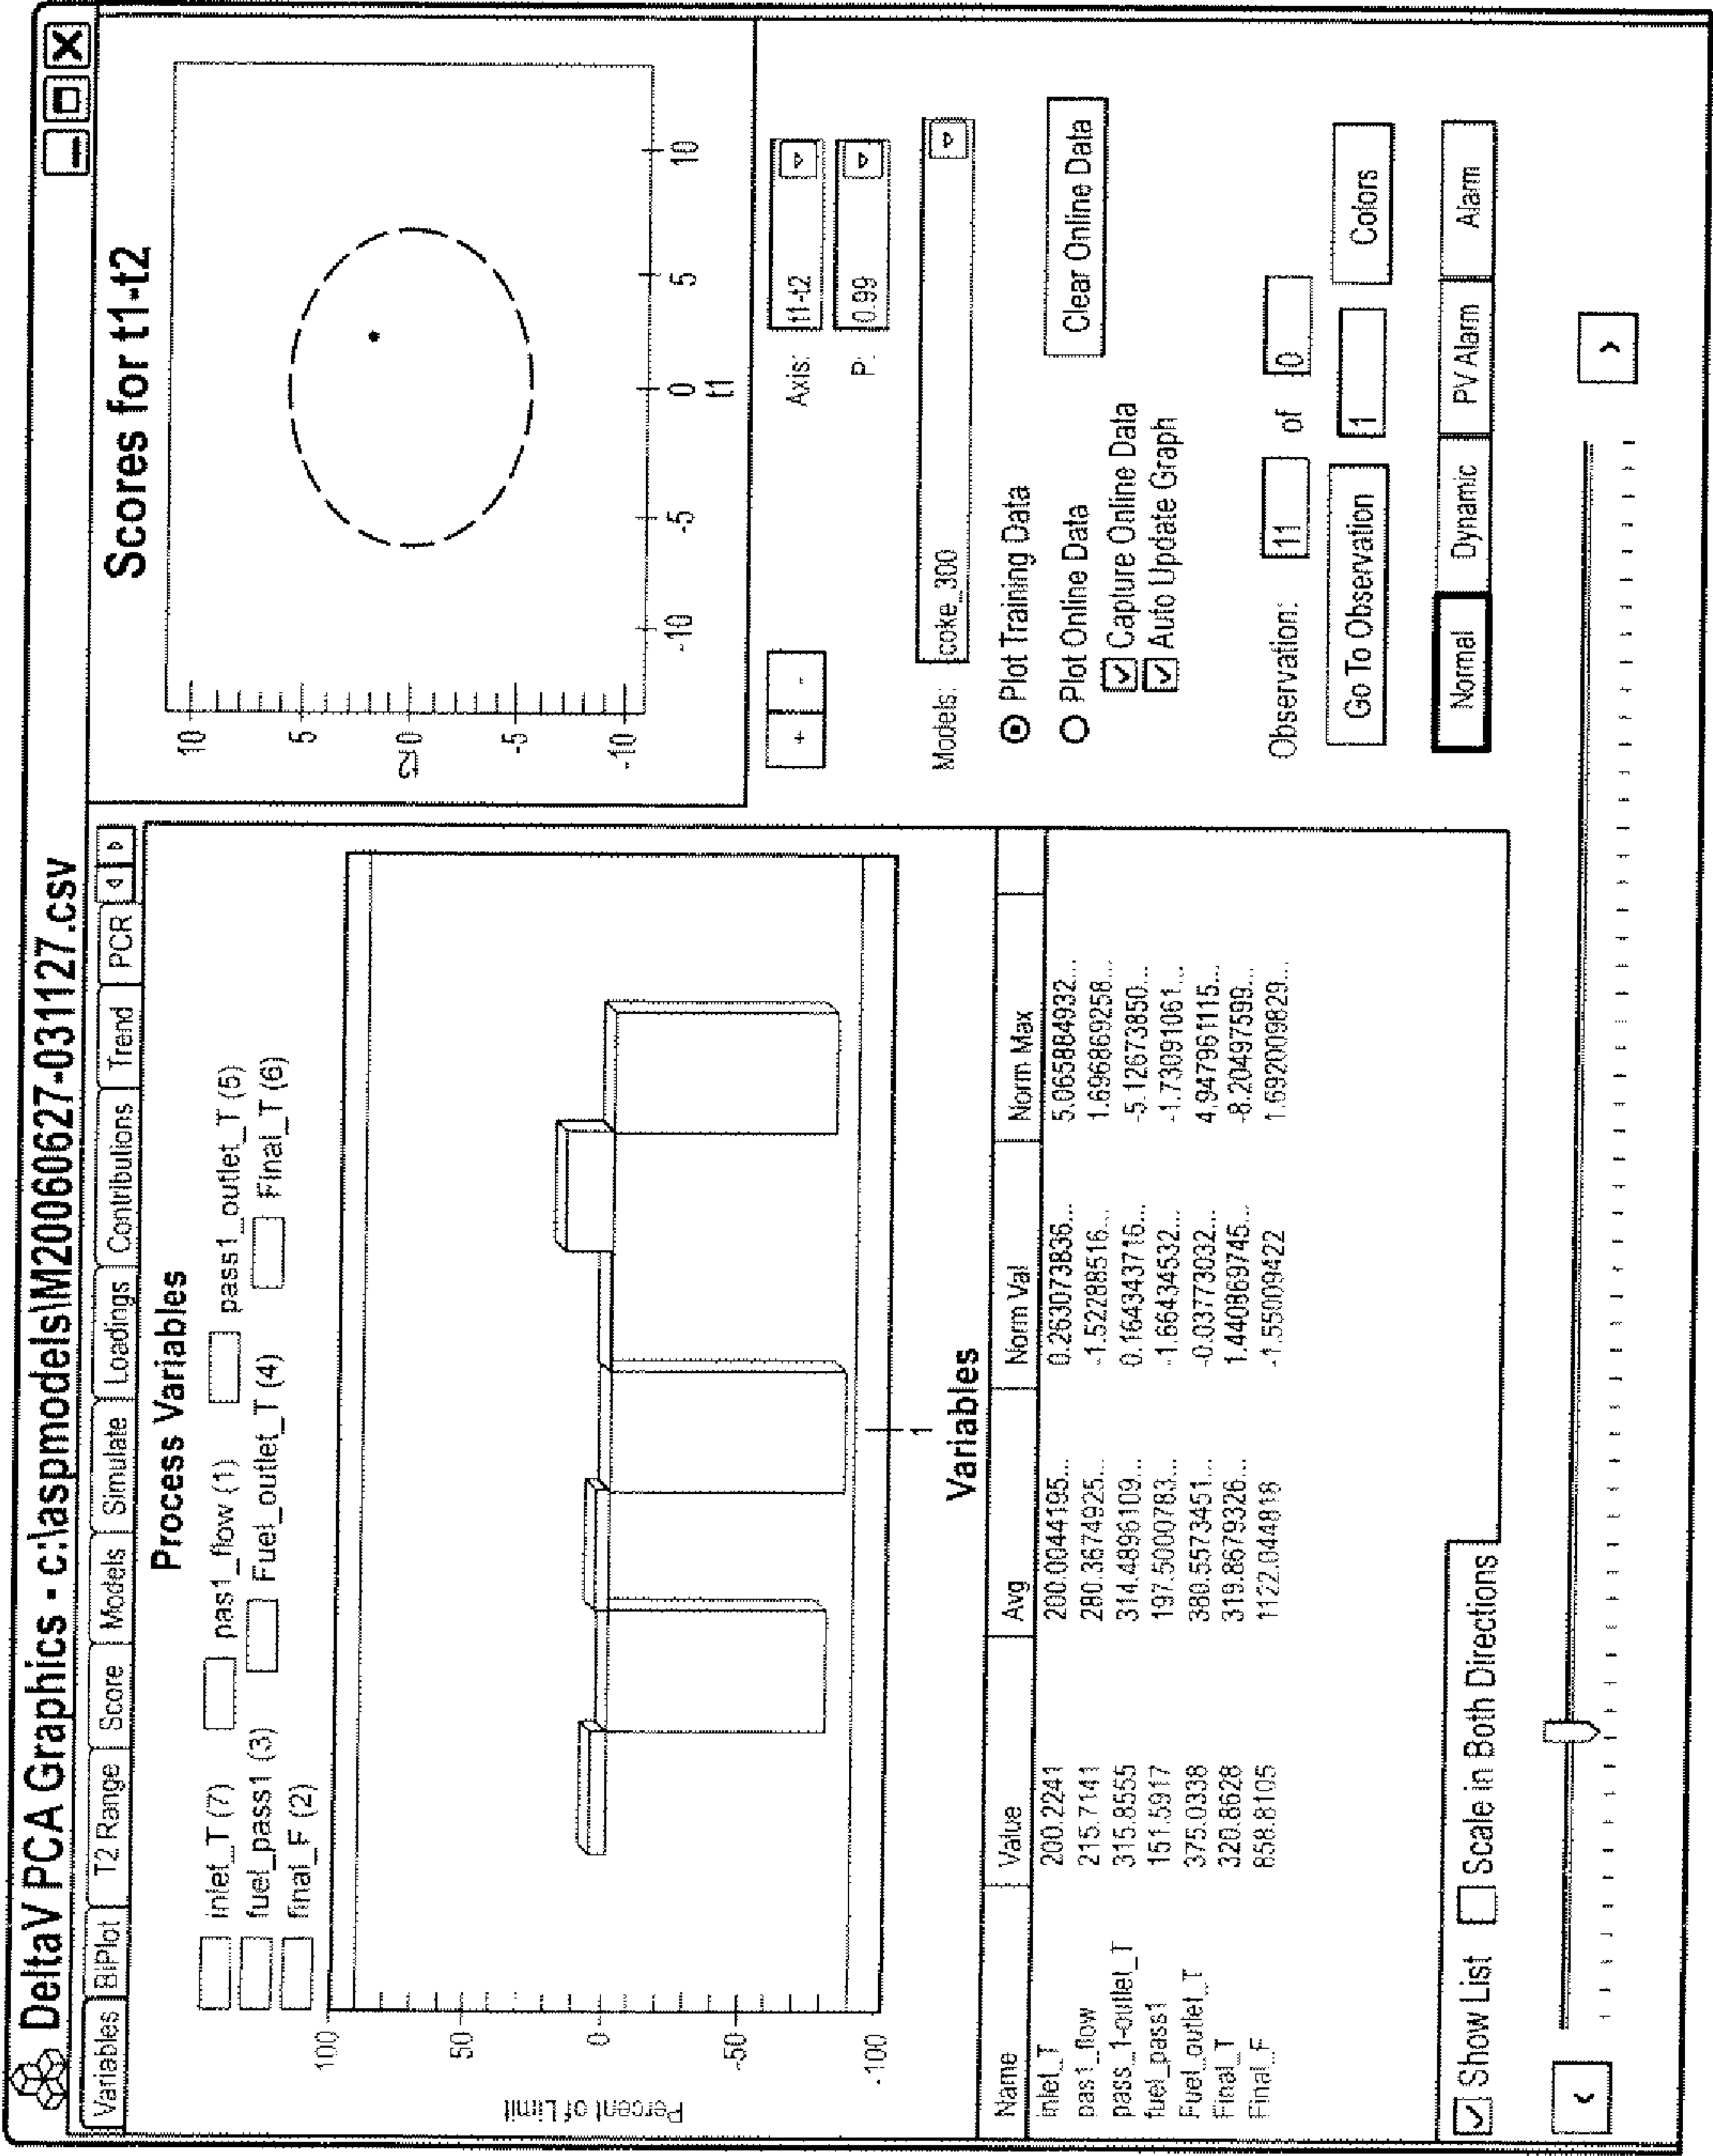 DeltaV PCA Graphics - c:\aspmodels\M20060627-031127.csv
Variables BiPlot T2 Range Score Models Simulate Loadings Contributions Trend PCR
Process Variables
inlet_T (7) pas1_flow (1) pass1_outlet_T (5)
fuel_pass1 (3) Fuel_outlet_T (4) Final_T (6)
final_F (2)
Percent of Limit
100
50
0
-50
-100
1
Variables
Name Value Avg Norm Val Norm Max
inlet_T 200.2241 200.0044195... 0.263073836... 5.065884932...
pas1_flow 215.7141 280.3674925... -1.52288516... 1.696869258...
pass_1-outlet_T 315.8555 314.4896109... 0.164343716... -5.12673850...
fuel_pass1 151.5917 197.5000783... -1.66434532... -1.73091061...
Fuel_outlet_T 375.0338 380.5573451... -0.03773032... 4.947961115...
Final_T 320.8628 319.8679326... 1.440869745... -8.20497599...
Final_F 858.8105 1122.044818 -1.55009422 1.692009829...
Show List Scale in Both Directions
Scores for t1-t2
t2
10
5
0
-5
-10
-10 -5 0 5 10
t1
+ -
Axis: t1-t2
P: 0.99
Models: coke_300
Plot Training Data
Plot Online Data
Capture Online Data
Auto Update Graph
Clear Online Data
Observation: 11 of 0
Go To Observation 1 Colors
Normal Dynamic PV Alarm Alarm
< >